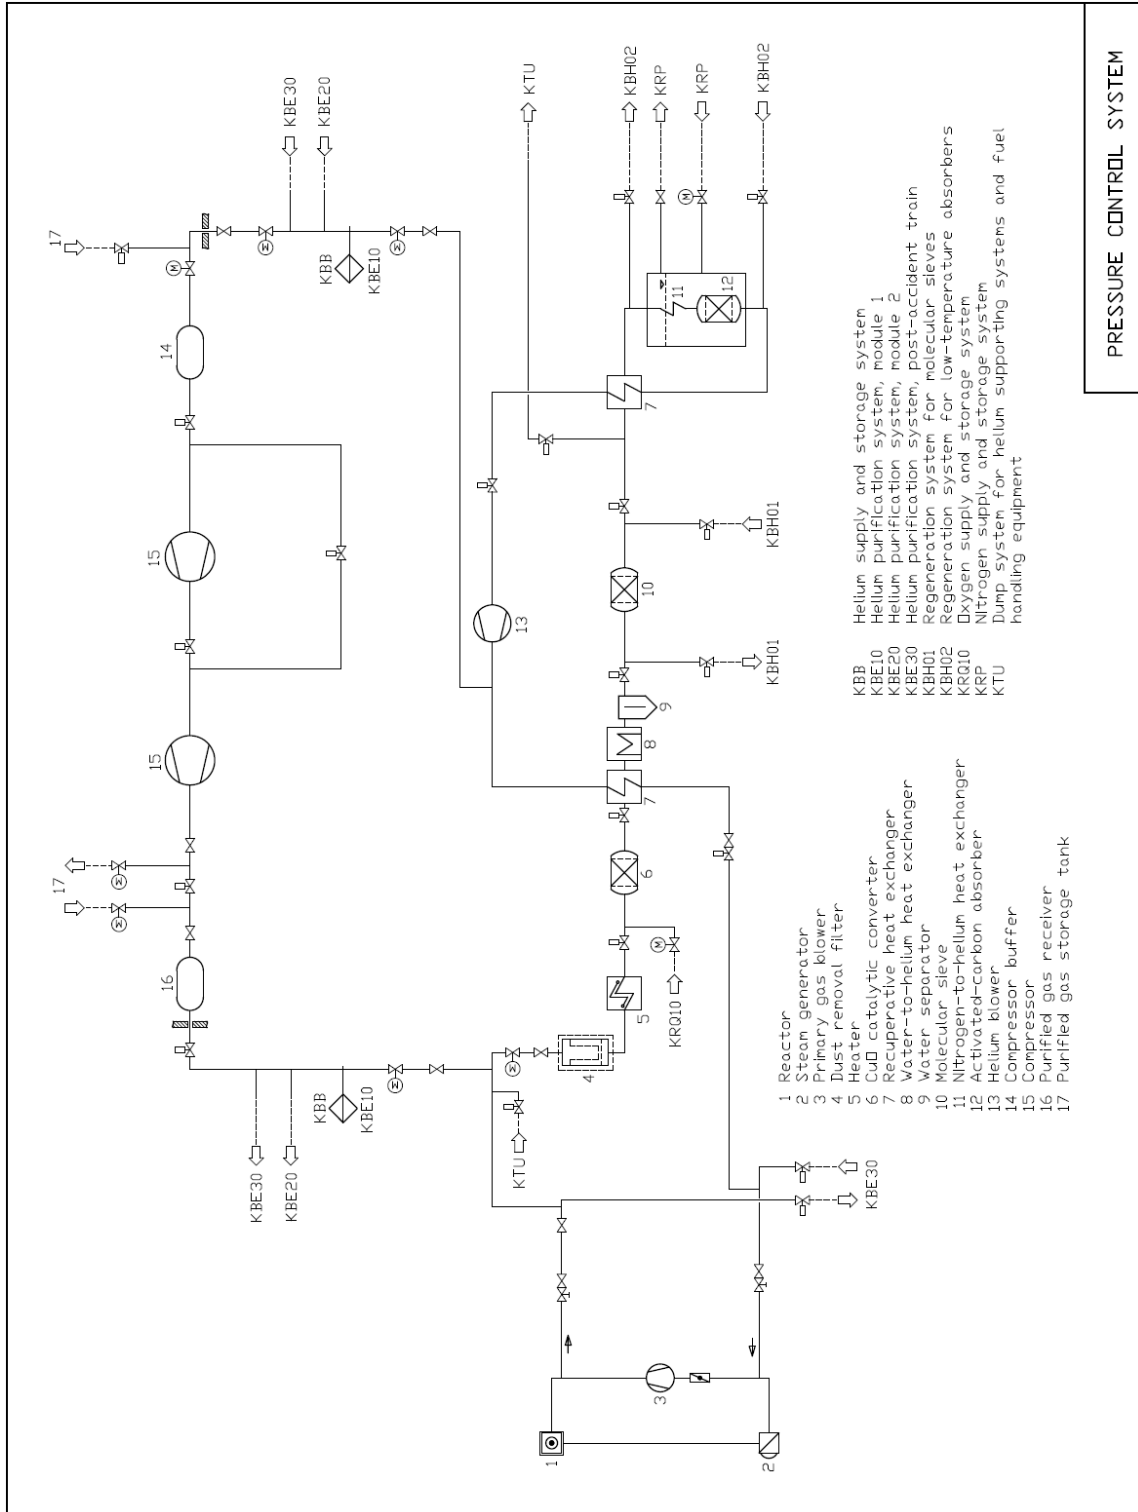 17
17
16
15
15
14
KBE30
KBE20
KBE30
KBE20
KBB
KBE10
KBB
KBE10
KTU
13
KTU
1
4
KBH02
5
6
7
8
9
10
7
11
12
KRP
3
KRQ10
KRP
2
KBH01
KBH01
KBH02
KBE30
1 Reactor
2 Steam generator
3 Primary gas blower
4 Dust removal filter
5 Heater
6 CuO catalytic converter
7 Recuperative heat exchanger
8 Water-to-helium heat exchanger
9 Water separator
10 Molecular sieve
11 Nitrogen-to-helium heat exchanger
12 Activated-carbon absorber
13 Helium blower
14 Compressor buffer
15 Compressor
16 Purified gas receiver
17 Purified gas storage tank
KBB Helium supply and storage system
KBE10 Helium purification system, module 1
KBE20 Helium purification system, module 2
KBE30 Helium purification system, post-accident train
KBH01 Regeneration system for molecular sieves
KBH02 Regeneration system for low-temperature absorbers
KRQ10 Oxygen supply and storage system
KRP Nitrogen supply and storage system
KTU Dump system for helium supporting systems and fuel
handling equipment
PRESSURE CONTROL SYSTEM